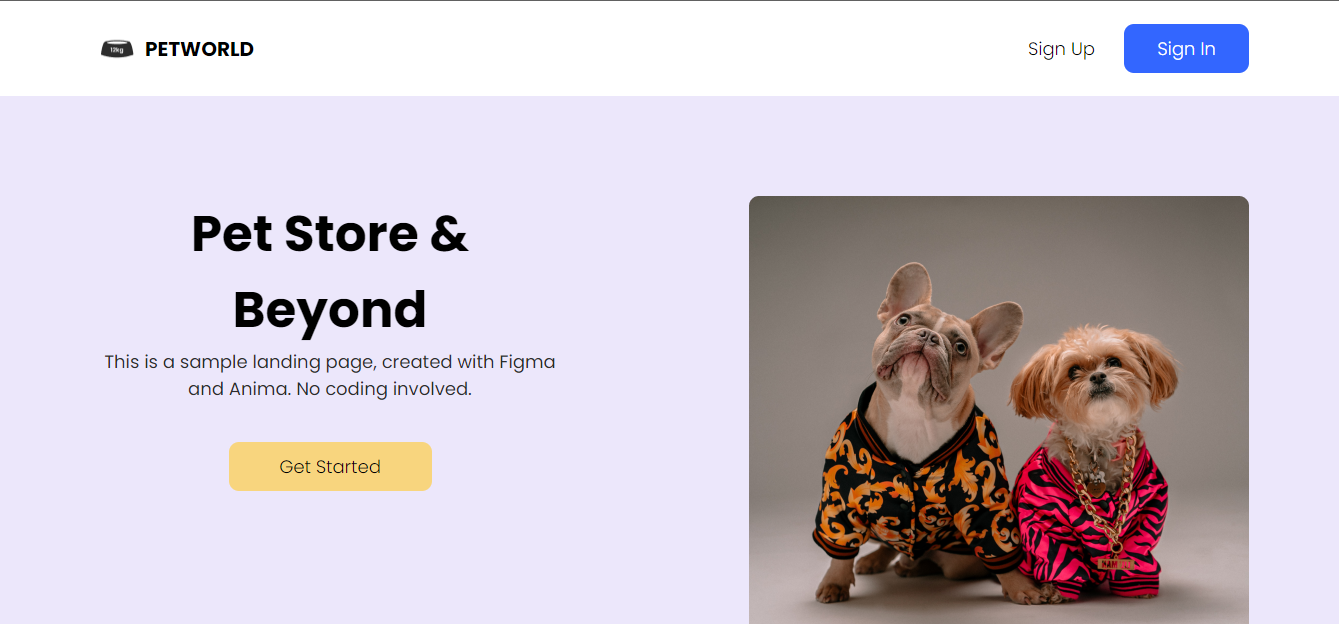 12kg
PETWORLD
Sign Up
Sign In
Pet Store &
Beyond
This is a sample landing page, created with Figma
and Anima. No coding involved.
Get Started